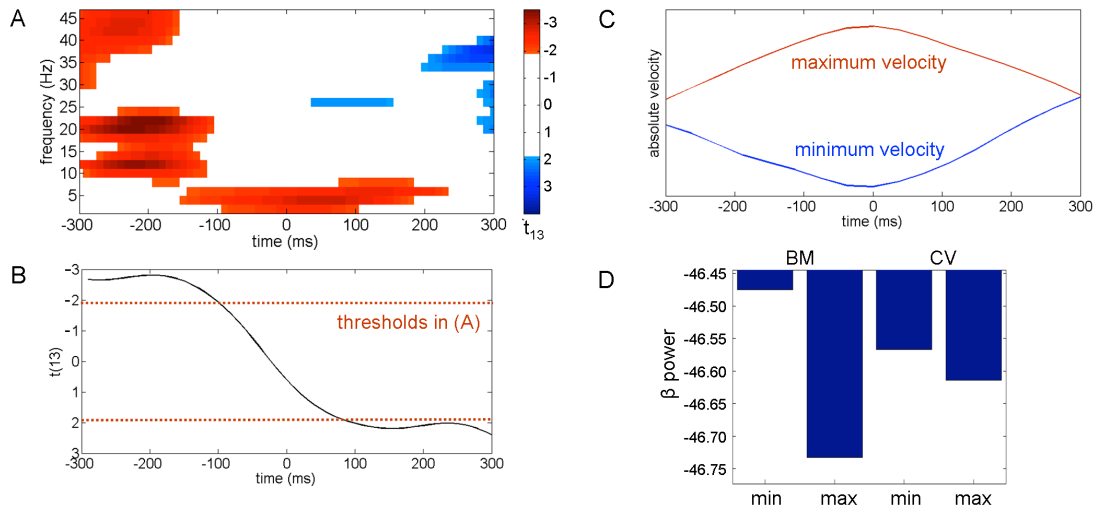 A
frequency (Hz)
45
40
35
30
25
20
15
10
5
-300 -200 -100 0 100 200 300
time (ms)
-3
-2
-1
0
1
2
3
t13
B
t(13)
-3
-2
-1
0
1
2
3
thresholds in (A)
-300 -200 -100 0 100 200 300
time (ms)
C
absolute velocity
maximum velocity
minimum velocity
-300 -200 -100 0 100 200 300
time (ms)
D
BM CV
β power
-46.45
-46.50
-46.55
-46.60
-46.65
-46.70
-46.75
min max min max